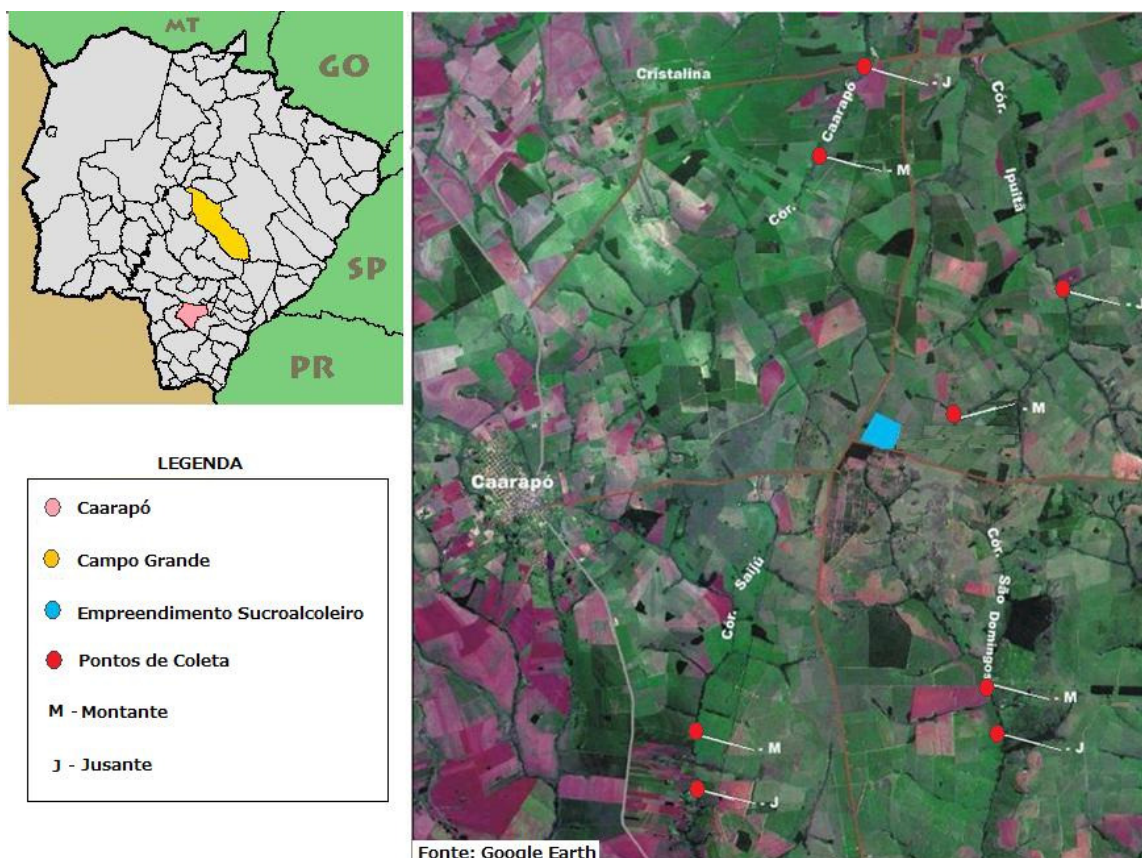 MT
GO
SP
PR
LEGENDA
Caarapó
Campo Grande
Empreendimento Sucroalcoleiro
Pontos de Coleta
M - Montante
J - Jusante
Cristalina
- J
Cór. Caarapó
- M
Cór. Ipuitã
- M
Caarapó
Cór. Saijú
Cór. São Domingos
- M
- J
- M
- J
Fonte: Google Earth